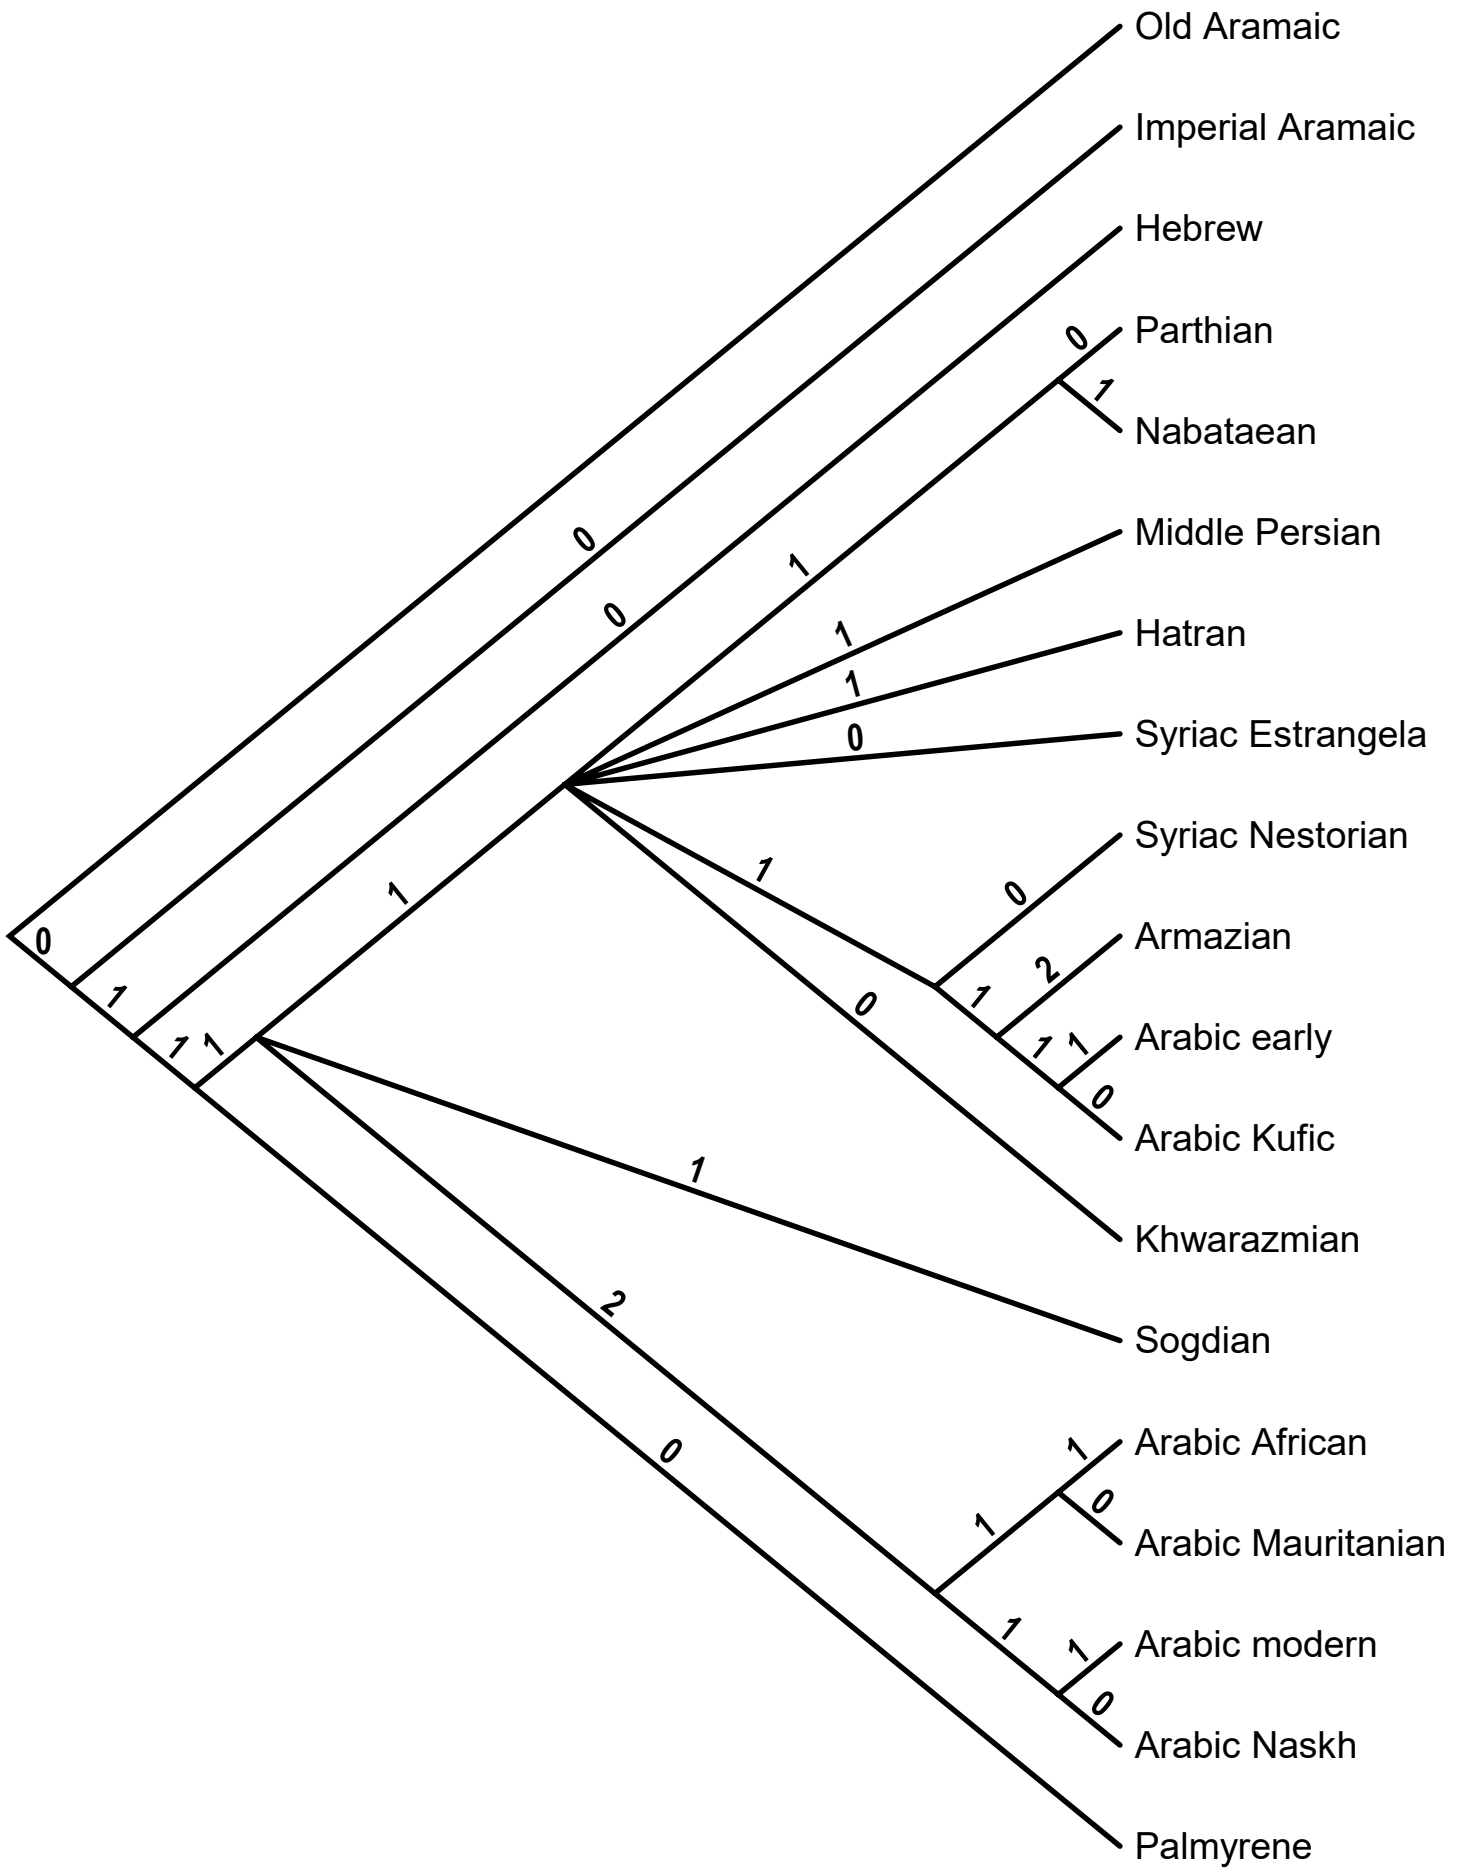 Old Aramaic
Imperial Aramaic
Hebrew
0 Parthian
1
Nabataean
Middle Persian
0
1
0
1 Hatran
1
0 Syriac Estrangela
Syriac Nestorian
1
1 0
0 Armazian
2
1 1
0
1 1 1 1 Arabic early
0
Arabic Kufic
1
Khwarazmian
2
Sogdian
1 Arabic African
0
0
1 Arabic Mauritanian
1 1 Arabic modern
0
Arabic Naskh
Palmyrene